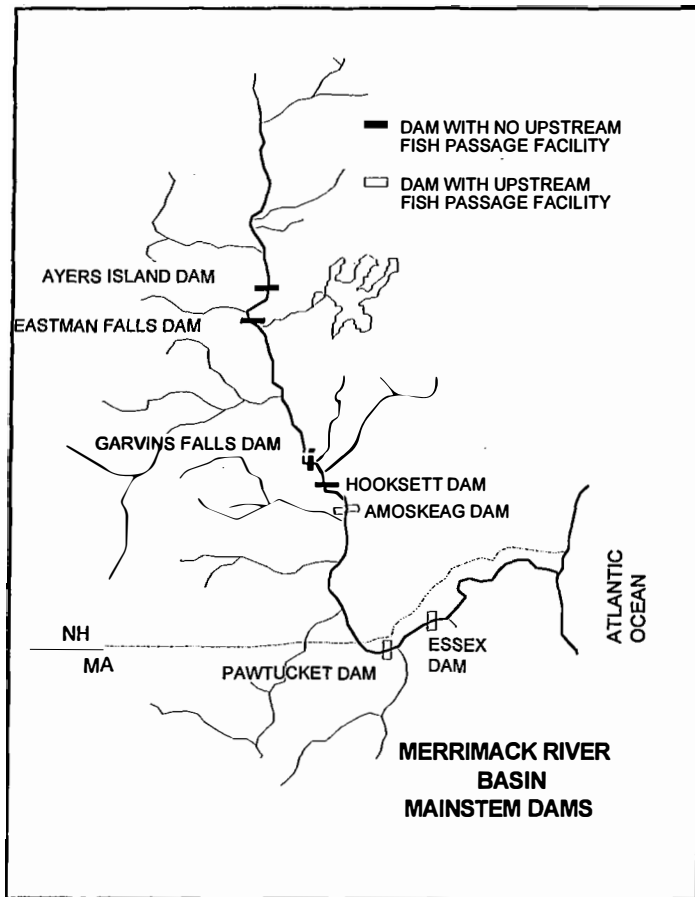 DAM WITH NO UPSTREAM
FISH PASSAGE FACILITY
DAM WITH UPSTREAM
FISH PASSAGE FACILITY
AYERS ISLAND DAM
EASTMAN FALLS DAM
GARVINS FALLS DAM
HOOKSETT DAM
AMOSKEAG DAM
ATLANTIC
OCEAN
NH
MA
ESSEX
DAM
PAWTUCKET DAM
MERRIMACK RIVER
BASIN
MAINSTEM DAMS